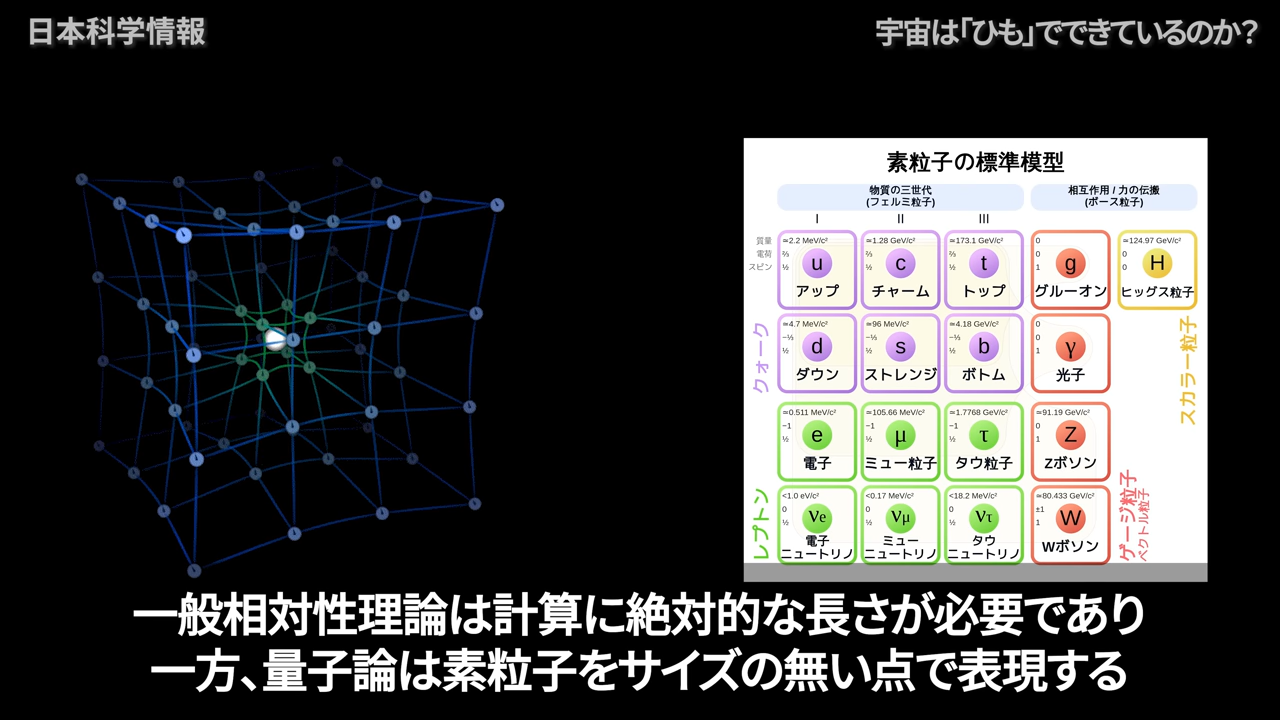 日本科学情報
宇宙は「ひも」でできているのか?
素粒子の標準模型
物質の三世代
(フェルミ粒子)
相互作用 / 力の伝搬
(ボース粒子)
I II III
質量
電荷
スピン
≃2.2 MeV/c²
⅔
½
u
アップ
≃1.28 GeV/c²
⅔
½
c
チャーム
≃173.1 GeV/c²
⅔
½
t
トップ
0
0
1
g
グルーオン
≃124.97 GeV/c²
0
0
H
ヒッグス粒子
クォーク
≃4.7 MeV/c²
−⅓
½
d
ダウン
≃96 MeV/c²
−⅓
½
s
ストレンジ
≃4.18 GeV/c²
−⅓
½
b
ボトム
0
0
1
γ
光子
スカラー粒子
≃0.511 MeV/c²
−1
½
e
電子
≃105.66 MeV/c²
−1
½
μ
ミュー粒子
≃1.7768 GeV/c²
−1
½
τ
タウ粒子
≃91.19 GeV/c²
0
1
Z
Zボソン
レプトン
<1.0 eV/c²
0
½
νe
電子
ニュートリノ
<0.17 MeV/c²
0
½
νμ
ミュー
ニュートリノ
<18.2 MeV/c²
0
½
ντ
タウ
ニュートリノ
≃80.433 GeV/c²
±1
1
W
Wボソン
ゲージ粒子
ベクトル粒子
一般相対性理論は計算に絶対的な長さが必要であり
一方、量子論は素粒子をサイズの無い点で表現する